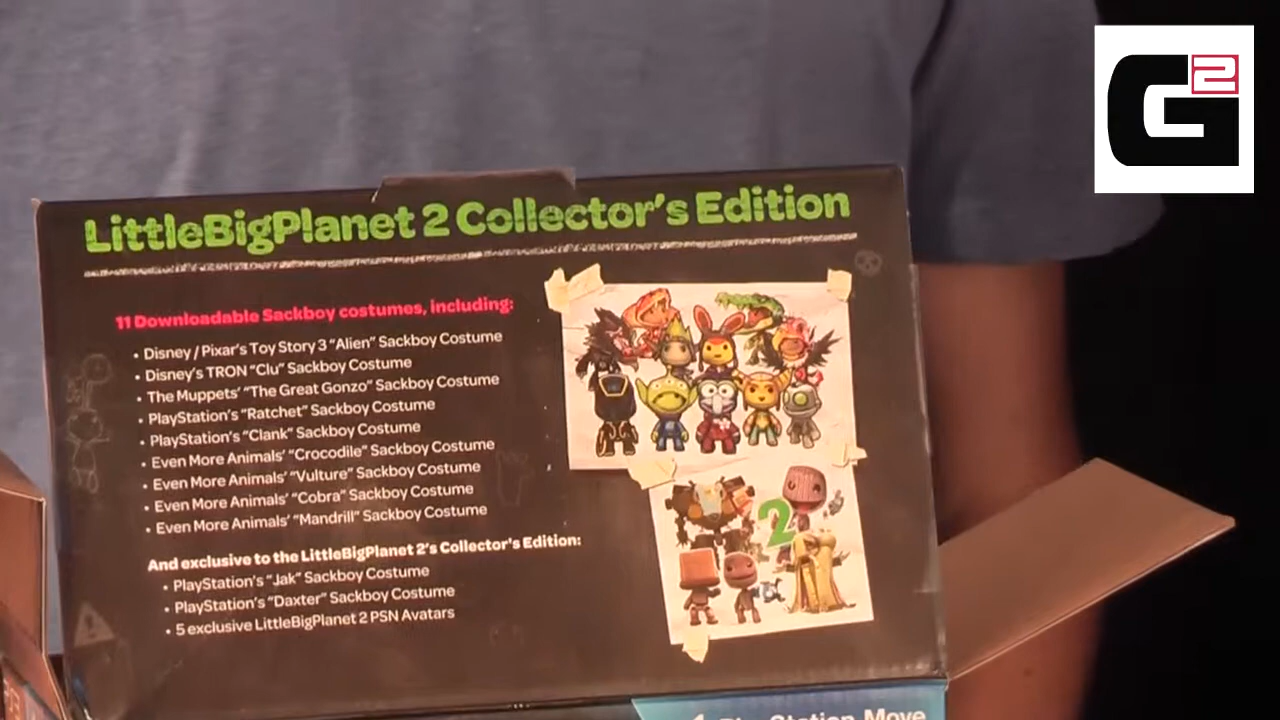 G2
LittleBigPlanet 2 Collector's Edition
11 Downloadable Sackboy costumes, including:
• Disney / Pixar's Toy Story 3 "Alien" Sackboy Costume
• Disney's TRON "Clu" Sackboy Costume
• The Muppets' "The Great Gonzo" Sackboy Costume
• PlayStation's "Ratchet" Sackboy Costume
• PlayStation's "Clank" Sackboy Costume
• Even More Animals' "Crocodile" Sackboy Costume
• Even More Animals' "Vulture" Sackboy Costume
• Even More Animals' "Cobra" Sackboy Costume
• Even More Animals' "Mandrill" Sackboy Costume
And exclusive to the LittleBigPlanet 2's Collector's Edition:
• PlayStation's "Jak" Sackboy Costume
• PlayStation's "Daxter" Sackboy Costume
• 5 exclusive LittleBigPlanet 2 PSN Avatars
2
PlayStation Move